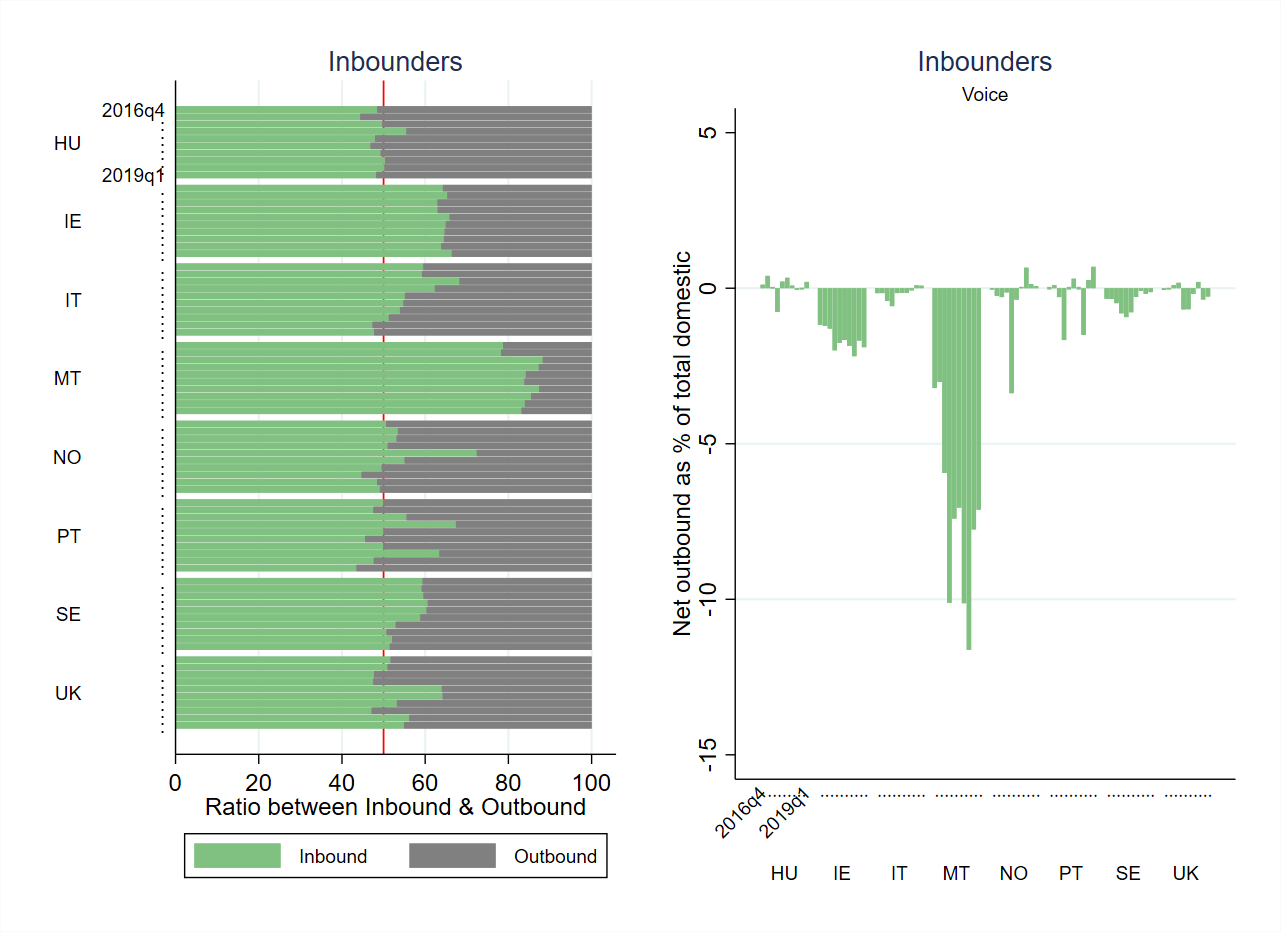 Inbounders
2016q4
HU
2019q1
IE
IT
MT
NO
PT
SE
UK
0 20 40 60 80 100
Ratio between Inbound & Outbound
Inbound Outbound
Inbounders
Voice
Net outbound as % of total domestic
5
0
-5
-10
-15
2016q4 2019q1
HU IE IT MT NO PT SE UK